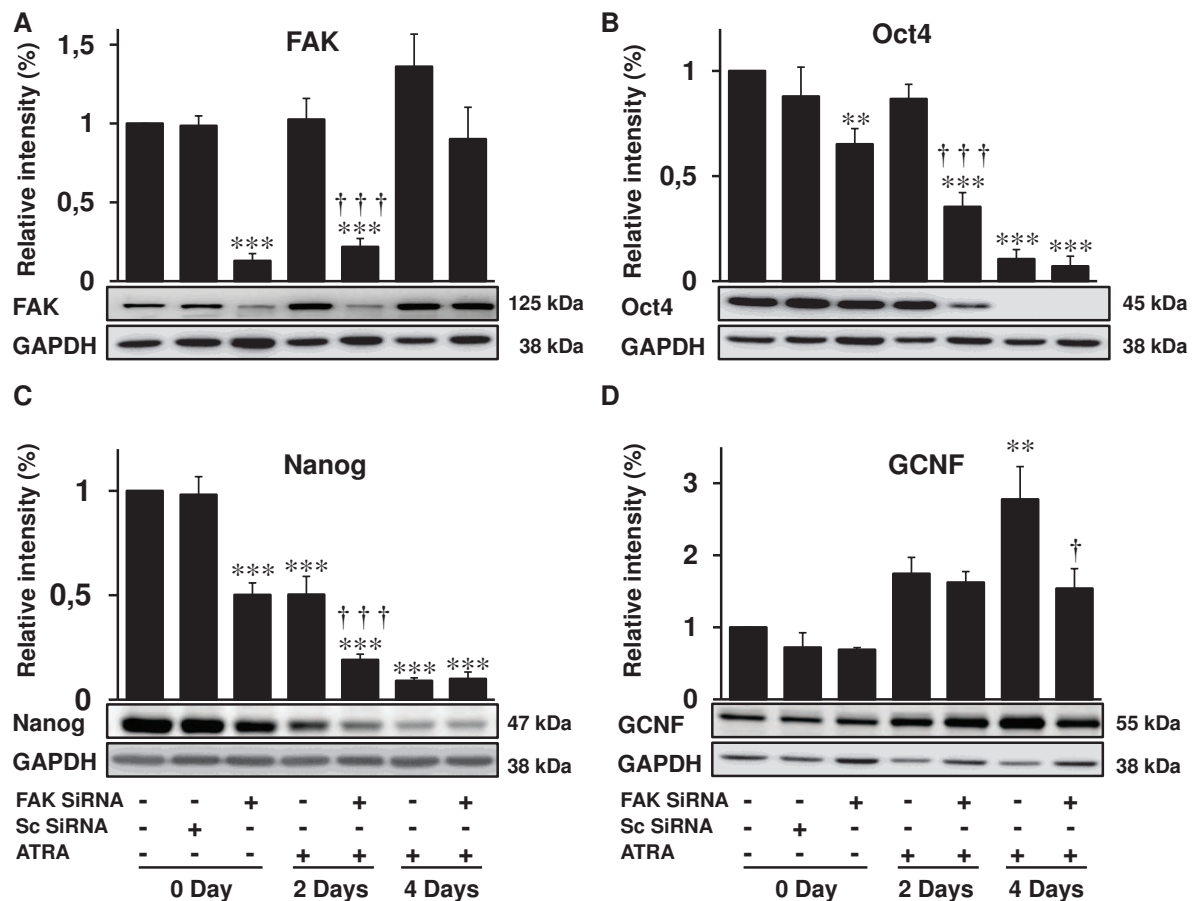 A
FAK
Relative intensity (%)
1,5
1
0,5
0
***
† † †
***
FAK
125 kDa
GAPDH
38 kDa
B
Oct4
Relative intensity (%)
1
0,5
0
**
† † †
***
***
***
Oct4
45 kDa
GAPDH
38 kDa
C
Nanog
Relative intensity (%)
1
0,5
0
***
***
† † †
***
***
***
Nanog
47 kDa
GAPDH
38 kDa
FAK SiRNA - - + - + - +
Sc SiRNA - + - - - - -
ATRA - - - + + + +
0 Day 2 Days 4 Days
D
GCNF
Relative intensity (%)
3
2
1
0
**
†
GCNF
55 kDa
GAPDH
38 kDa
FAK SiRNA - - + - + - +
Sc SiRNA - + - - - - -
ATRA - - - + + + +
0 Day 2 Days 4 Days